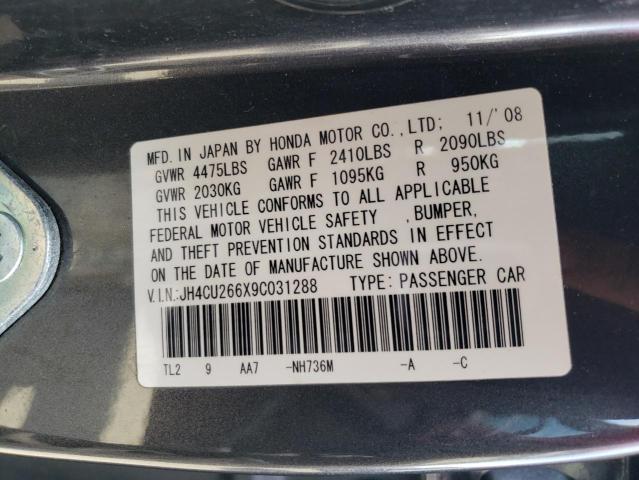 MFD. IN JAPAN BY HONDA MOTOR CO.,LTD; 11/'08
GVWR 4475LBS GAWR F 2410LBS R 2090LBS
GVWR 2030KG GAWR F 1095KG R 950KG
THIS VEHICLE CONFORMS TO ALL APPLICABLE
FEDERAL MOTOR VEHICLE SAFETY ,BUMPER,
AND THEFT PREVENTION STANDARDS IN EFFECT
ON THE DATE OF MANUFACTURE SHOWN ABOVE.
V.I.N.:JH4CU266X9C031288 TYPE: PASSENGER CAR
TL2 9 AA7 -NH736M -A -C